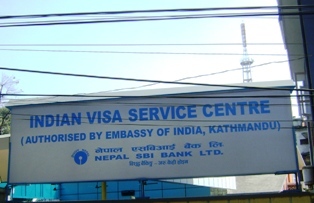 INDIAN VISA SERVICE CENTRE
(AUTHORISED BY EMBASSY OF INDIA, KATHMANDU)
नेपाल एसबिआई बैंक लि.
NEPAL SBI BANK LTD.